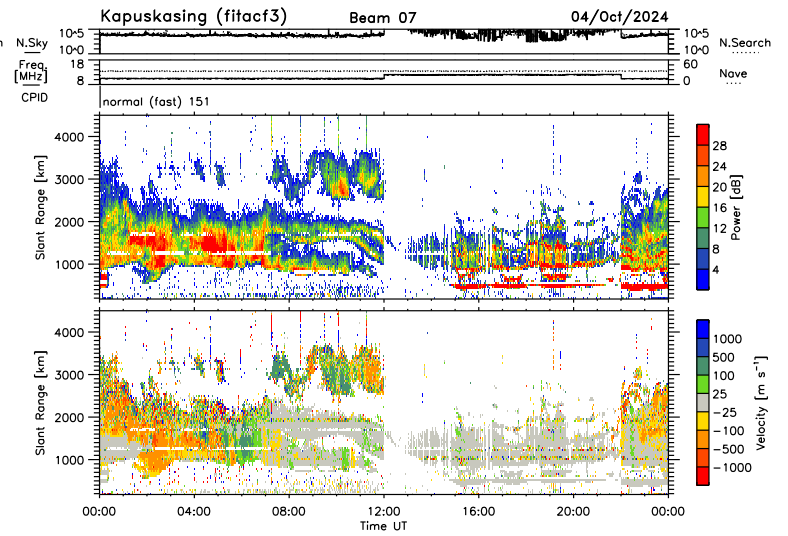 Kapuskasing (fitacf3) Beam 07 04/Oct/2024
N.Sky 10^5 10^0 10^5 10^0 N.Search
Freq. [MHz] 18 8 60 0 Nave
CPID normal (fast) 151
Slant Range [km] 4000 3000 2000 1000
28 24 20 16 12 8 4 Power [dB]
Slant Range [km] 4000 3000 2000 1000
1000 500 100 25 −25 −100 −500 −1000 Velocity [m s⁻¹]
00:00 04:00 08:00 12:00 16:00 20:00 00:00
Time UT